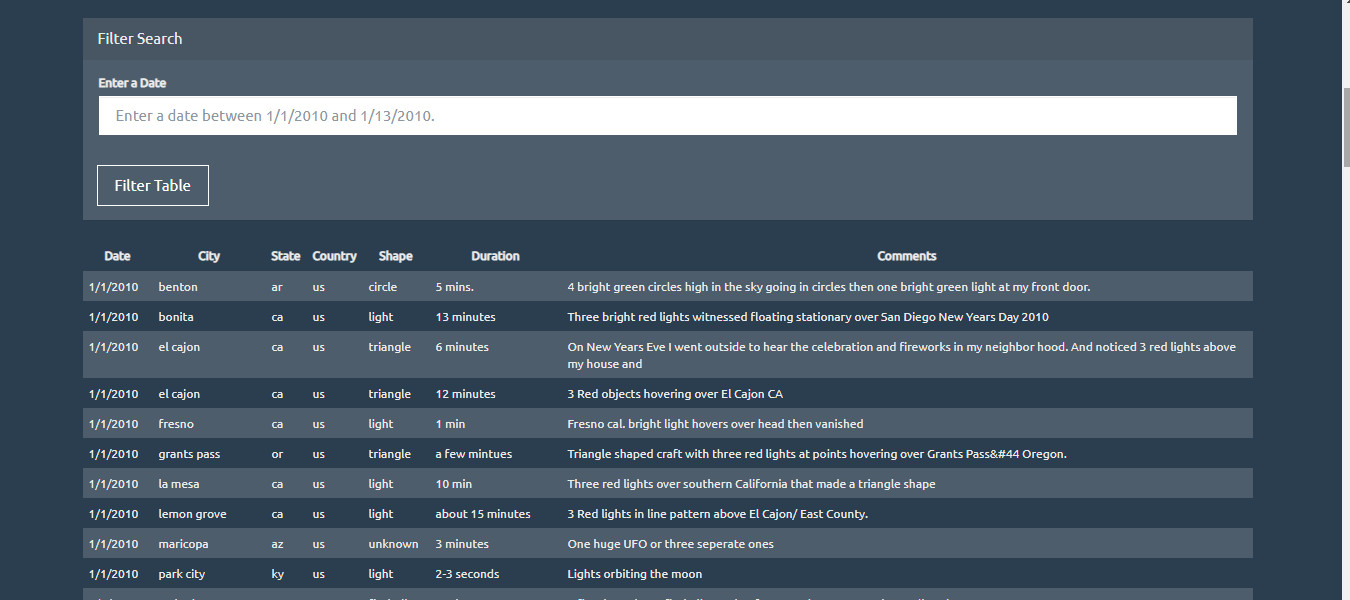 Filter Search
Enter a Date
Enter a date between 1/1/2010 and 1/13/2010.
Filter Table
Date City State Country Shape Duration Comments
1/1/2010 benton ar us circle 5 mins. 4 bright green circles high in the sky going in circles then one bright green light at my front door.
1/1/2010 bonita ca us light 13 minutes Three bright red lights witnessed floating stationary over San Diego New Years Day 2010
1/1/2010 el cajon ca us triangle 6 minutes On New Years Eve I went outside to hear the celebration and fireworks in my neighbor hood. And noticed 3 red lights above
my house and
1/1/2010 el cajon ca us triangle 12 minutes 3 Red objects hovering over El Cajon CA
1/1/2010 fresno ca us light 1 min Fresno cal. bright light hovers over head then vanished
1/1/2010 grants pass or us triangle a few mintues Triangle shaped craft with three red lights at points hovering over Grants Pass&#44 Oregon.
1/1/2010 la mesa ca us light 10 min Three red lights over southern California that made a triangle shape
1/1/2010 lemon grove ca us light about 15 minutes 3 Red lights in line pattern above El Cajon/ East County.
1/1/2010 maricopa az us unknown 3 minutes One huge UFO or three seperate ones
1/1/2010 park city ky us light 2-3 seconds Lights orbiting the moon